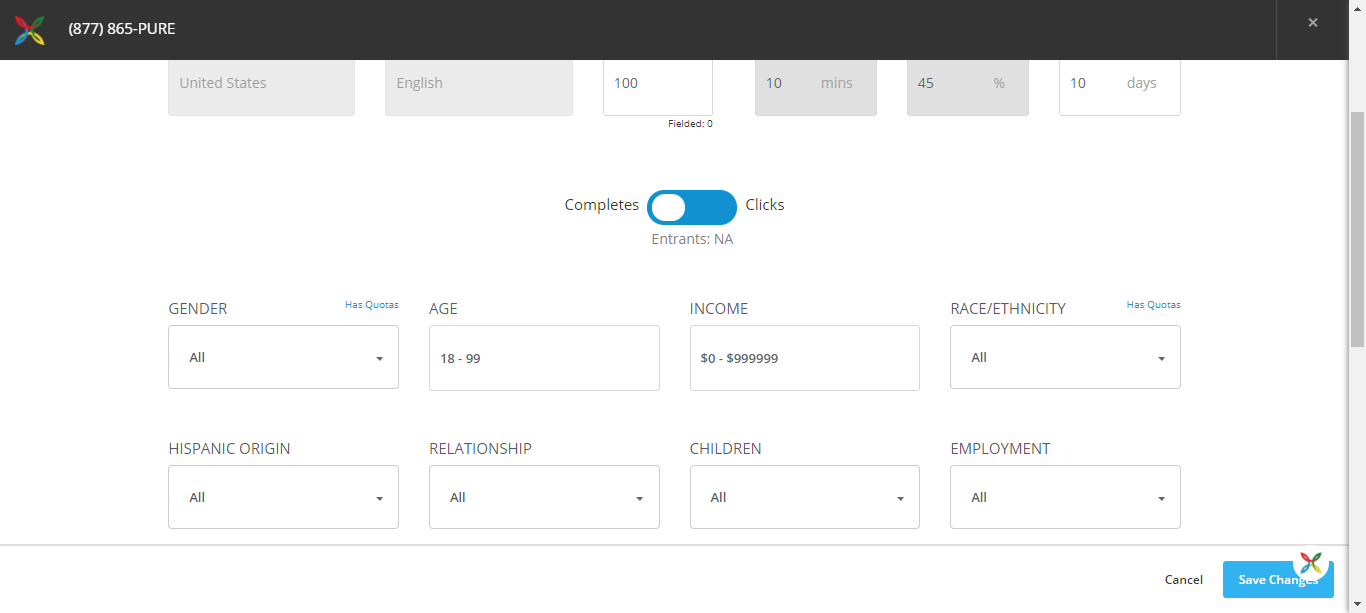 (877) 865-PURE
×
United States English 100 10 mins 45 % 10 days
Fielded: 0
Completes Clicks
Entrants: NA
GENDER Has Quotas AGE INCOME RACE/ETHNICITY Has Quotas
All 18 - 99 $0 - $999999 All
HISPANIC ORIGIN RELATIONSHIP CHILDREN EMPLOYMENT
All All All All
Cancel Save Changes